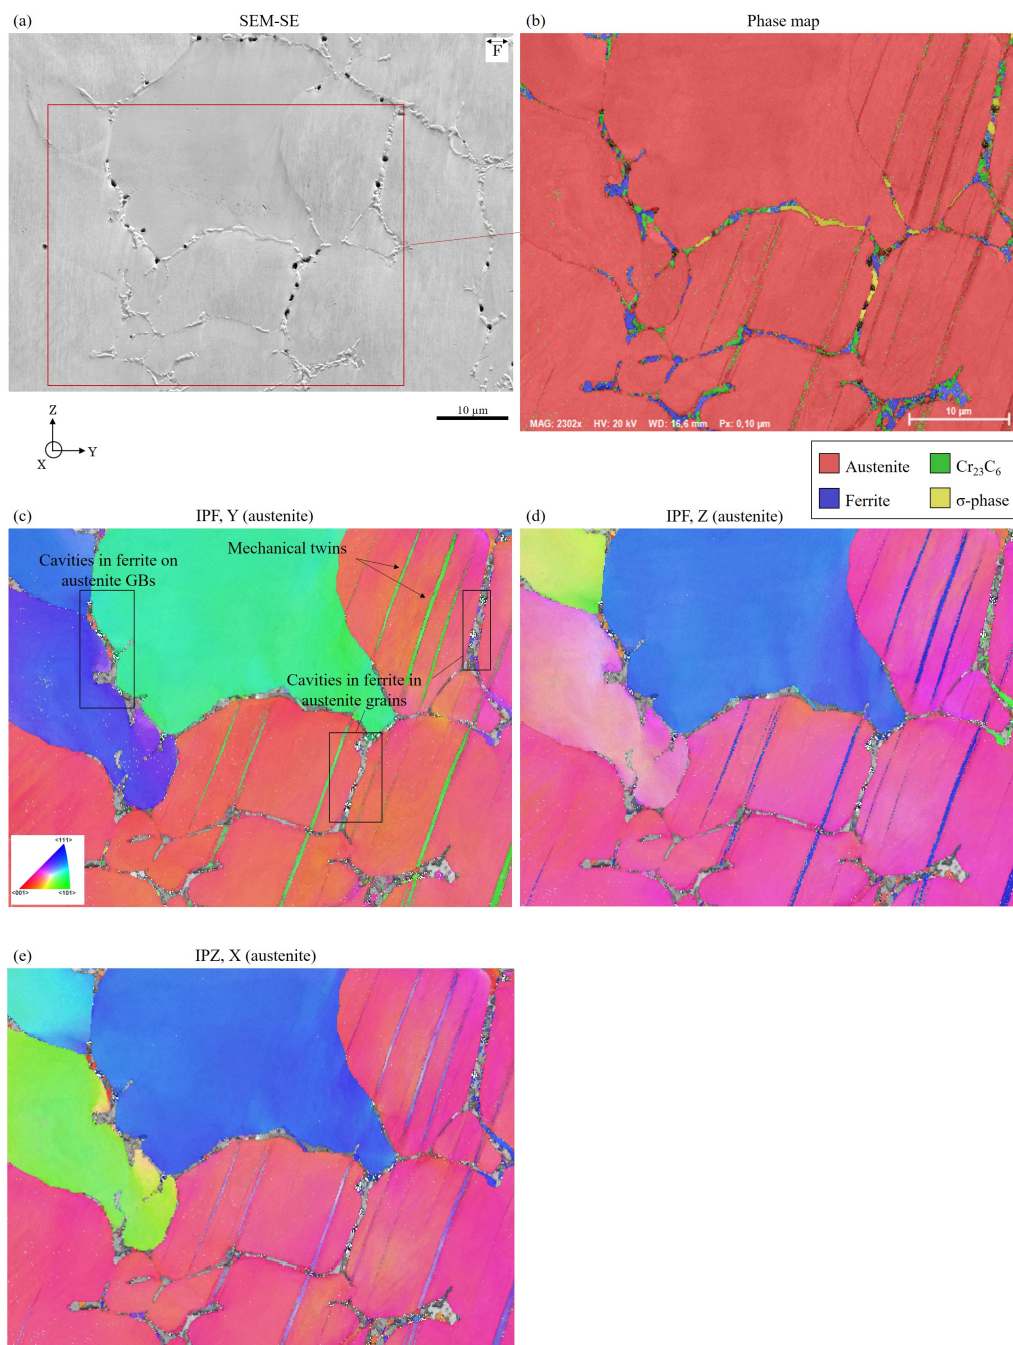 (a)
SEM-SE
F
Z
Y
X
10 µm
(b)
Phase map
MAG: 2302x HV: 20 kV WD: 16,6 mm Px: 0,10 µm
10 µm
Austenite
Cr23C6
Ferrite
σ-phase
(c)
IPF, Y (austenite)
Cavities in ferrite on
austenite GBs
Mechanical twins
Cavities in ferrite in
austenite grains
<111>
<001>
<101>
(d)
IPF, Z (austenite)
(e)
IPZ, X (austenite)